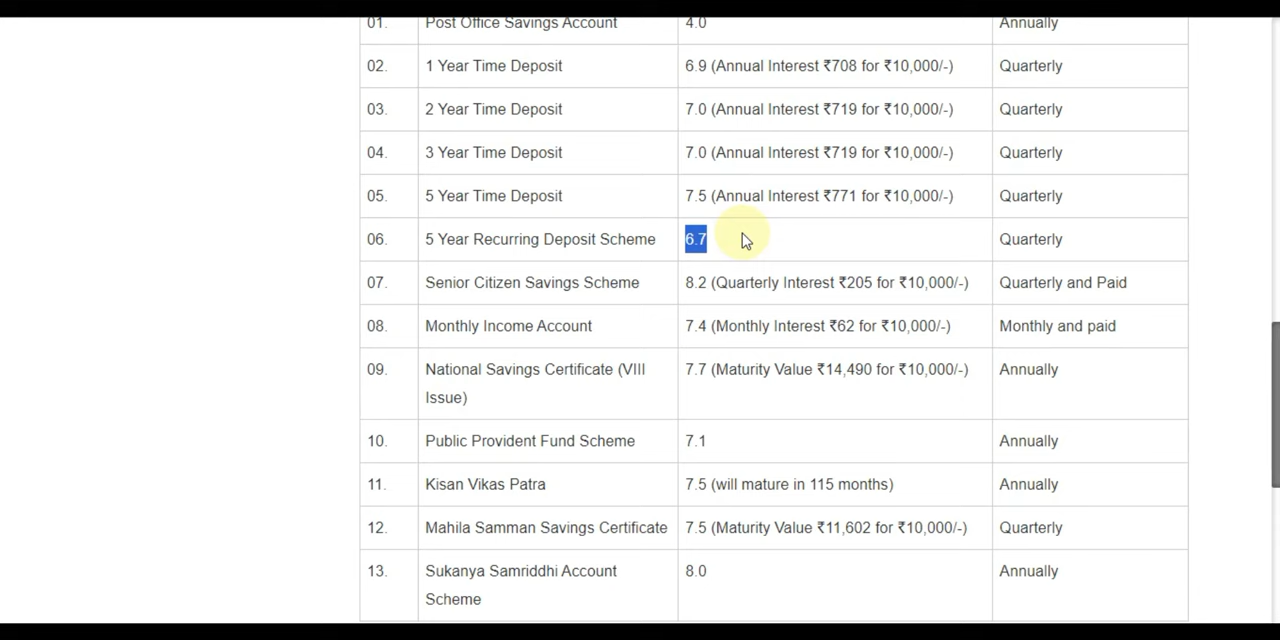 01. Post Office Savings Account 4.0 Annually
02. 1 Year Time Deposit 6.9 (Annual Interest ₹708 for ₹10,000/-) Quarterly
03. 2 Year Time Deposit 7.0 (Annual Interest ₹719 for ₹10,000/-) Quarterly
04. 3 Year Time Deposit 7.0 (Annual Interest ₹719 for ₹10,000/-) Quarterly
05. 5 Year Time Deposit 7.5 (Annual Interest ₹771 for ₹10,000/-) Quarterly
06. 5 Year Recurring Deposit Scheme 6.7 Quarterly
07. Senior Citizen Savings Scheme 8.2 (Quarterly Interest ₹205 for ₹10,000/-) Quarterly and Paid
08. Monthly Income Account 7.4 (Monthly Interest ₹62 for ₹10,000/-) Monthly and paid
09. National Savings Certificate (VIII 7.7 (Maturity Value ₹14,490 for ₹10,000/-) Annually
Issue)
10. Public Provident Fund Scheme 7.1 Annually
11. Kisan Vikas Patra 7.5 (will mature in 115 months) Annually
12. Mahila Samman Savings Certificate 7.5 (Maturity Value ₹11,602 for ₹10,000/-) Quarterly
13. Sukanya Samriddhi Account 8.0 Annually
Scheme